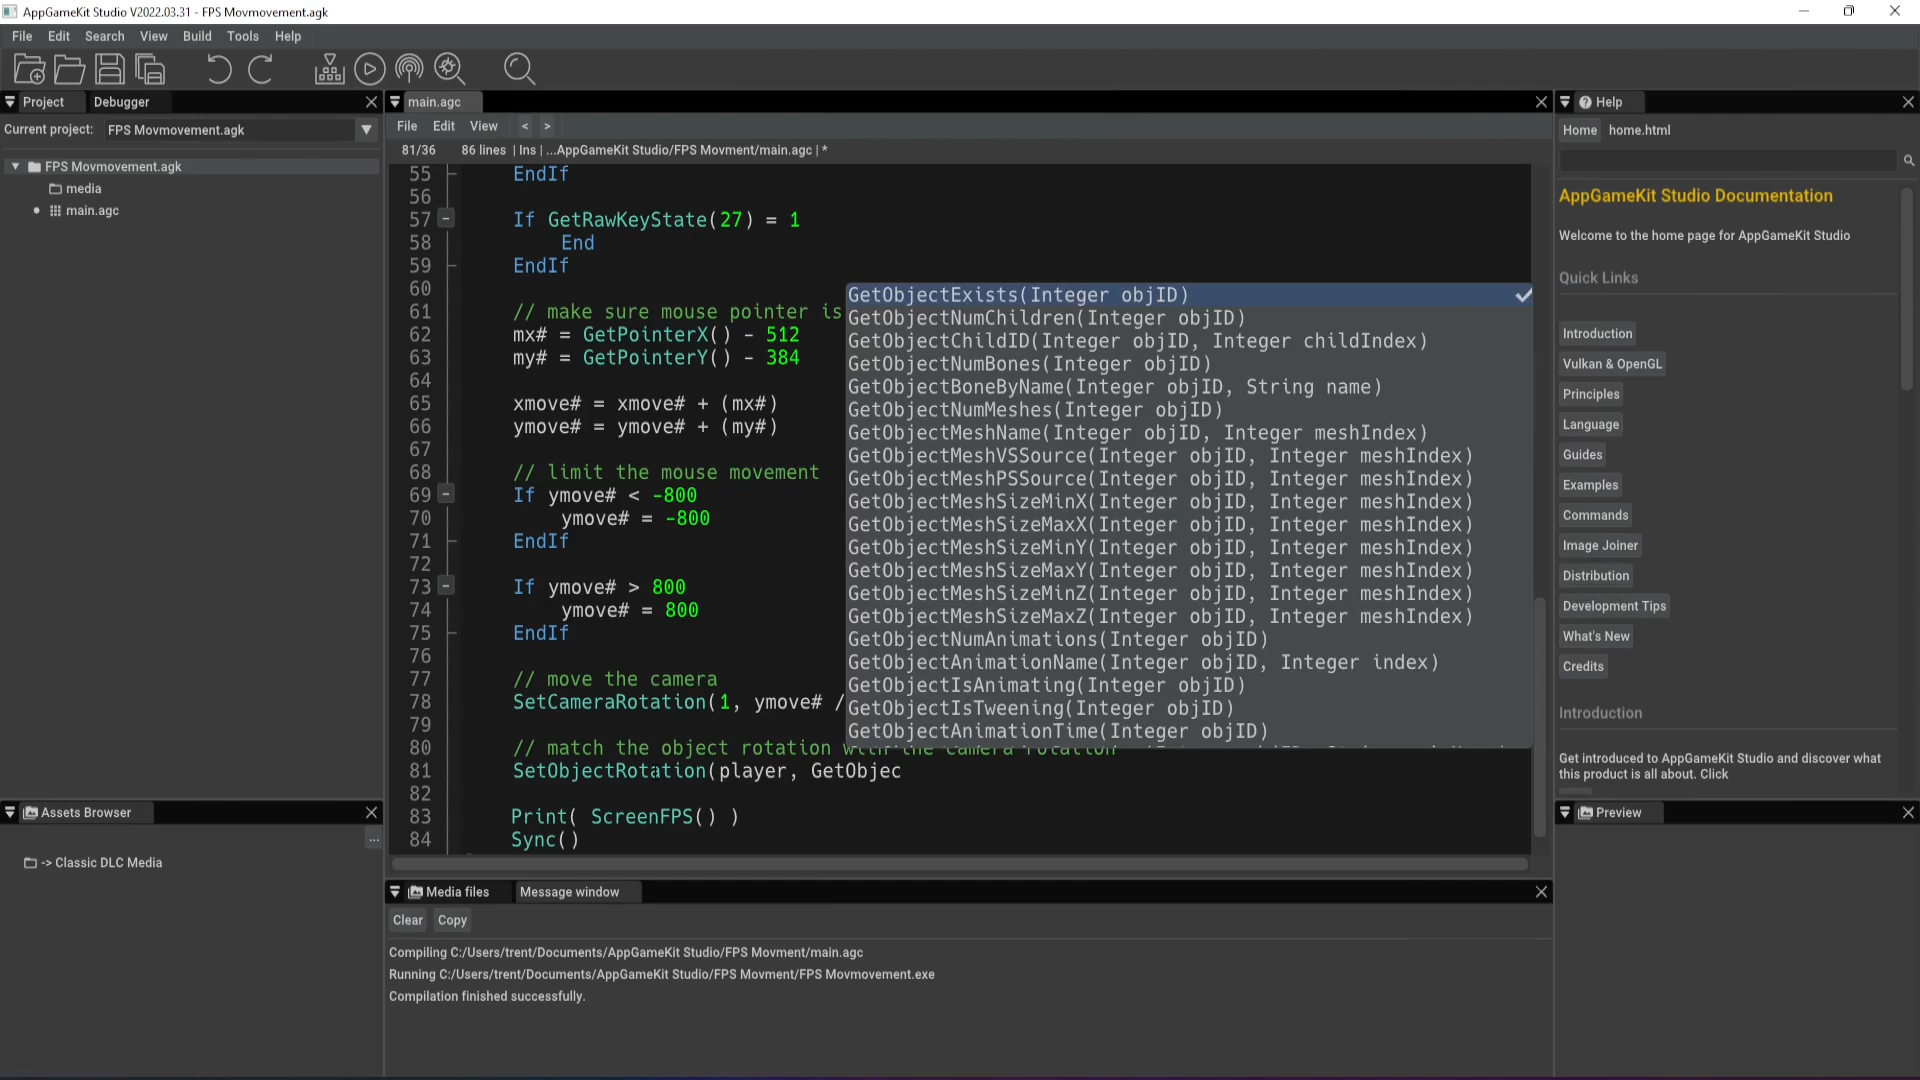 AppGameKit Studio V2022.03.31 - FPS Movmovement.agk
File Edit Search View Build Tools Help
Project Debugger
Current project: FPS Movmovement.agk
FPS Movmovement.agk
media
main.agc
Assets Browser
...
-> Classic DLC Media
main.agc
File Edit View < >
81/36 86 lines | Ins | ...AppGameKit Studio/FPS Movment/main.agc | *
55 EndIf
56
57 If GetRawKeyState(27) = 1
58 End
59 EndIf
60
61 // make sure mouse pointer is
62 mx# = GetPointerX() - 512
63 my# = GetPointerY() - 384
64
65 xmove# = xmove# + (mx#)
66 ymove# = ymove# + (my#)
67
68 // limit the mouse movement
69 If ymove# < -800
70 ymove# = -800
71 EndIf
72
73 If ymove# > 800
74 ymove# = 800
75 EndIf
76
77 // move the camera
78 SetCameraRotation(1, ymove# /
79
80 // match the object rotation with the camera rotation
81 SetObjectRotation(player, GetObjec
82
83 Print( ScreenFPS() )
84 Sync()
GetObjectExists(Integer objID)
GetObjectNumChildren(Integer objID)
GetObjectChildID(Integer objID, Integer childIndex)
GetObjectNumBones(Integer objID)
GetObjectBoneByName(Integer objID, String name)
GetObjectNumMeshes(Integer objID)
GetObjectMeshName(Integer objID, Integer meshIndex)
GetObjectMeshVSSource(Integer objID, Integer meshIndex)
GetObjectMeshPSSource(Integer objID, Integer meshIndex)
GetObjectMeshSizeMinX(Integer objID, Integer meshIndex)
GetObjectMeshSizeMaxX(Integer objID, Integer meshIndex)
GetObjectMeshSizeMinY(Integer objID, Integer meshIndex)
GetObjectMeshSizeMaxY(Integer objID, Integer meshIndex)
GetObjectMeshSizeMinZ(Integer objID, Integer meshIndex)
GetObjectMeshSizeMaxZ(Integer objID, Integer meshIndex)
GetObjectNumAnimations(Integer objID)
GetObjectAnimationName(Integer objID, Integer index)
GetObjectIsAnimating(Integer objID)
GetObjectIsTweening(Integer objID)
GetObjectAnimationTime(Integer objID)
Media files Message window
Clear Copy
Compiling C:/Users/trent/Documents/AppGameKit Studio/FPS Movment/main.agc
Running C:/Users/trent/Documents/AppGameKit Studio/FPS Movment/FPS Movmovement.exe
Compilation finished successfully.
Help
Home home.html
AppGameKit Studio Documentation
Welcome to the home page for AppGameKit Studio
Quick Links
Introduction
Vulkan & OpenGL
Principles
Language
Guides
Examples
Commands
Image Joiner
Distribution
Development Tips
What's New
Credits
Introduction
Get introduced to AppGameKit Studio and discover what
this product is all about. Click
Preview